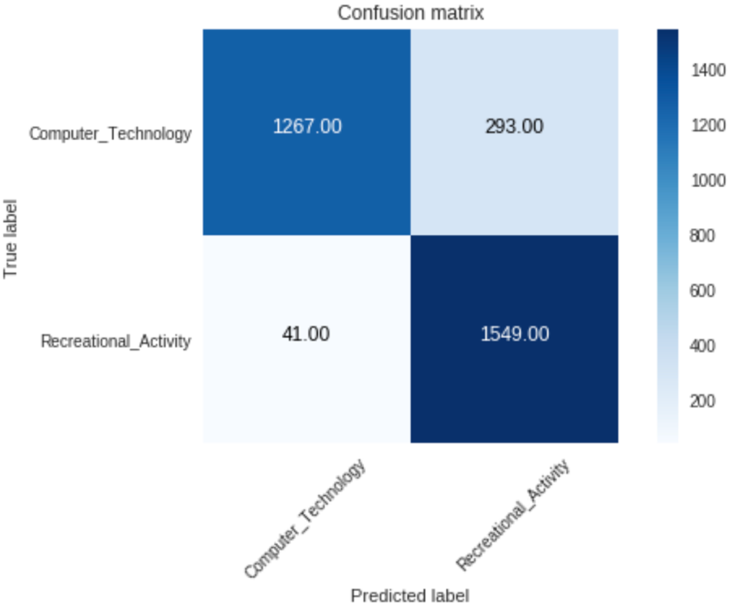 Confusion matrix
Computer_Technology
1267.00
293.00
Recreational_Activity
41.00
1549.00
True label
Computer_Technology
Recreational_Activity
Predicted label
1400
1200
1000
800
600
400
200